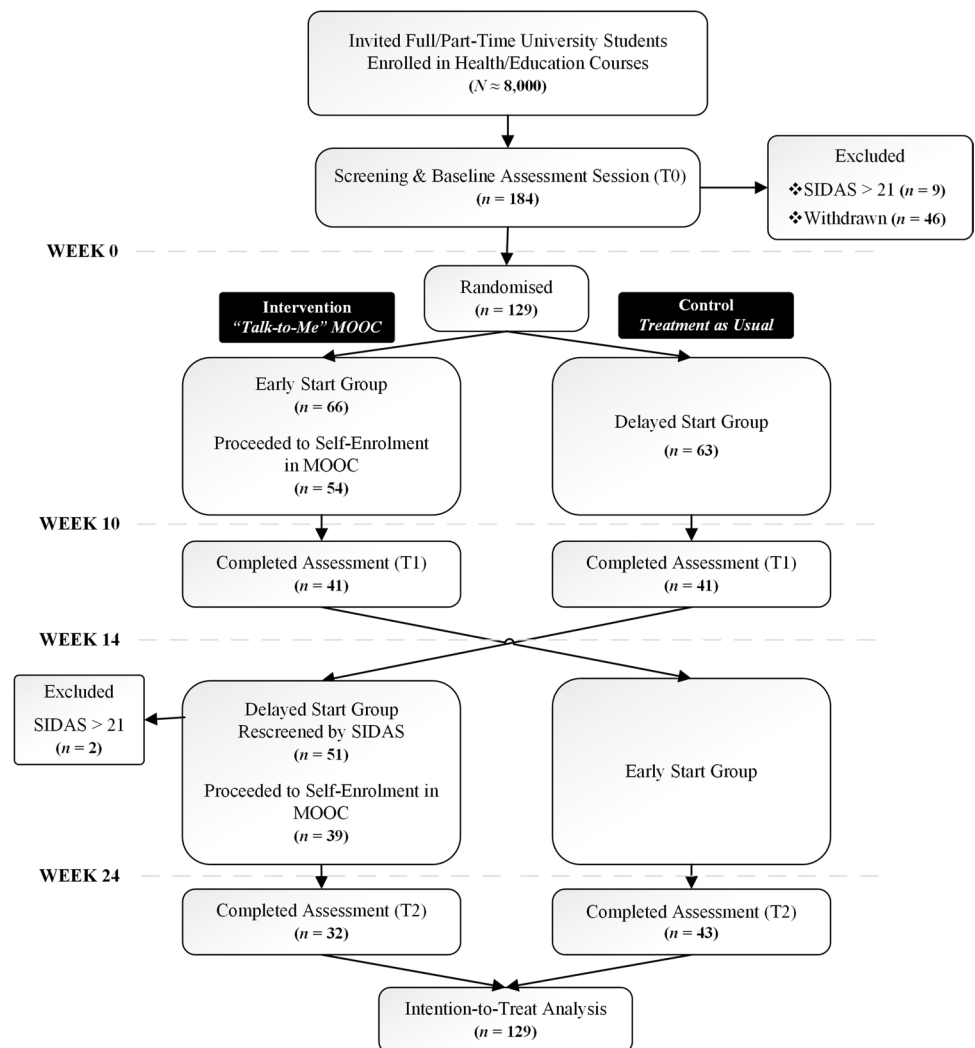 Invited Full/Part-Time University Students
Enrolled in Health/Education Courses
(N ≈ 8,000)
Screening & Baseline Assessment Session (T0)
(n = 184)
Excluded
❖SIDAS > 21 (n = 9)
❖Withdrawn (n = 46)
WEEK 0
Randomised
(n = 129)
Intervention
“Talk-to-Me” MOOC
Control
Treatment as Usual
Early Start Group
(n = 66)
Proceeded to Self-Enrolment
in MOOC
(n = 54)
Delayed Start Group
(n = 63)
WEEK 10
Completed Assessment (T1)
(n = 41)
Completed Assessment (T1)
(n = 41)
WEEK 14
Excluded
SIDAS > 21
(n = 2)
Delayed Start Group
Rescreened by SIDAS
(n = 51)
Proceeded to Self-Enrolment in
MOOC
(n = 39)
Early Start Group
WEEK 24
Completed Assessment (T2)
(n = 32)
Completed Assessment (T2)
(n = 43)
Intention-to-Treat Analysis
(n = 129)